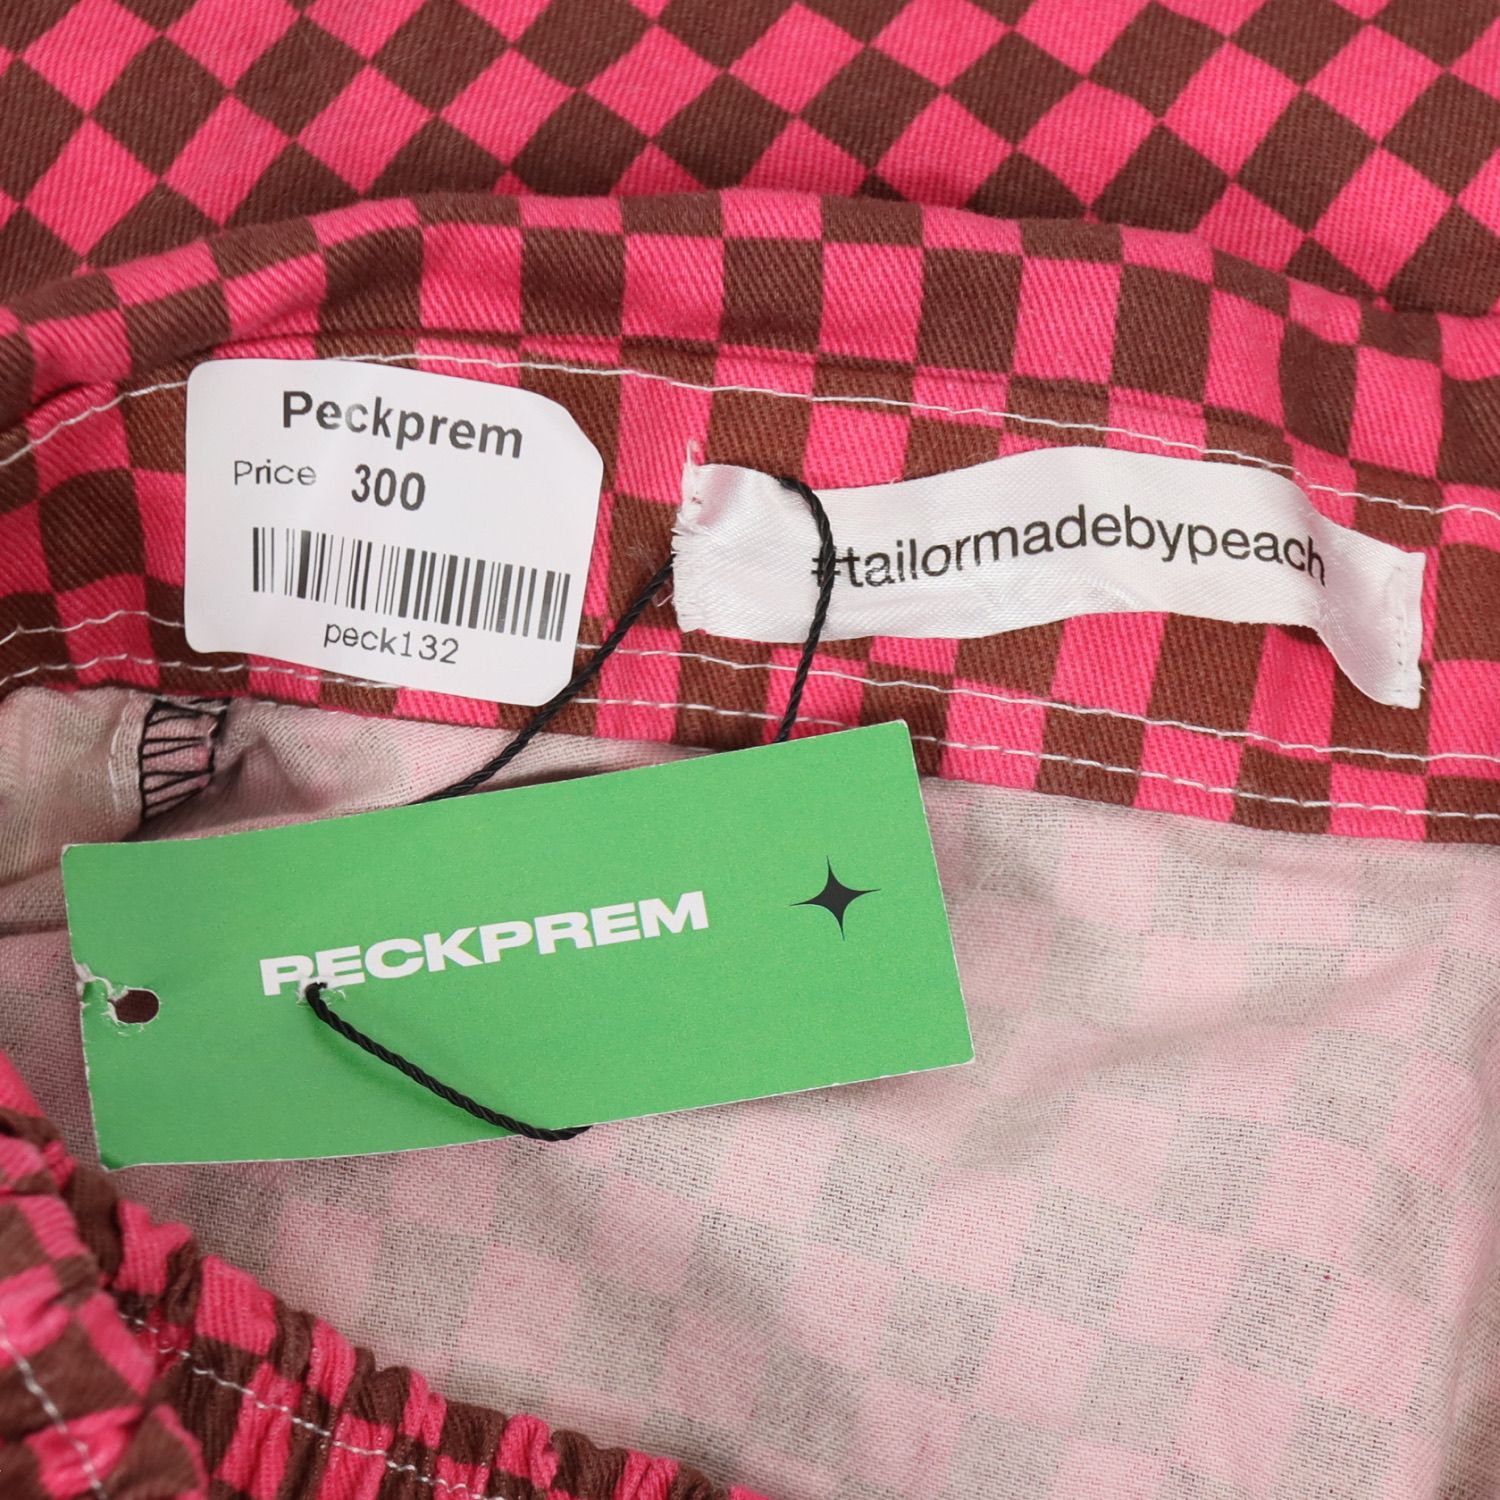 Peckprem
Price 300
peck132
#tailormadebypeach
PECKPREM